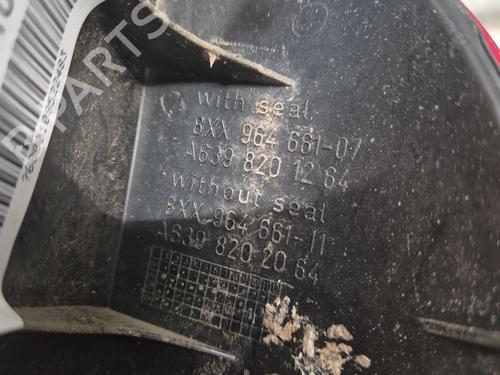 B-PARTS
with seal
8XX 964 661-07
A639 820 12 64
without seal
8XX 964 661-11
A639 820 20 64